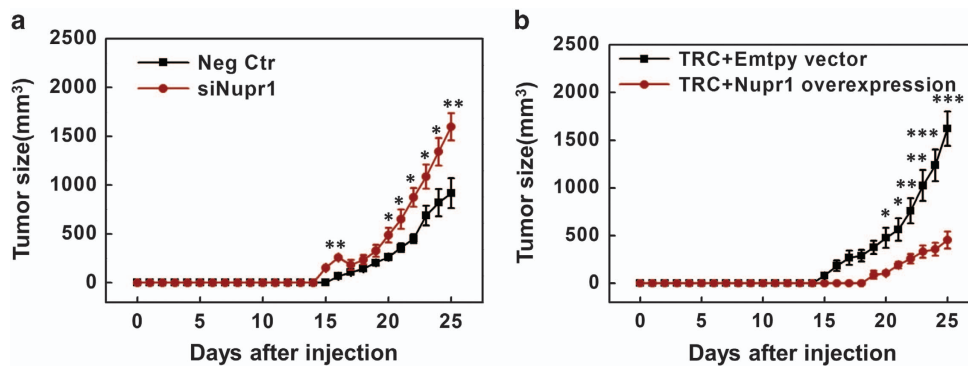 a
2500
2000
1500
1000
500
0
Tumor size(mm³)
Neg Ctr
siNupr1
**
*
*
*
*
*
**
0 5 10 15 20 25
Days after injection
b
2500
2000
1500
1000
500
0
Tumor size(mm³)
TRC+Emtpy vector
TRC+Nupr1 overexpression
*
*
**
**
***
***
0 5 10 15 20 25
Days after injection